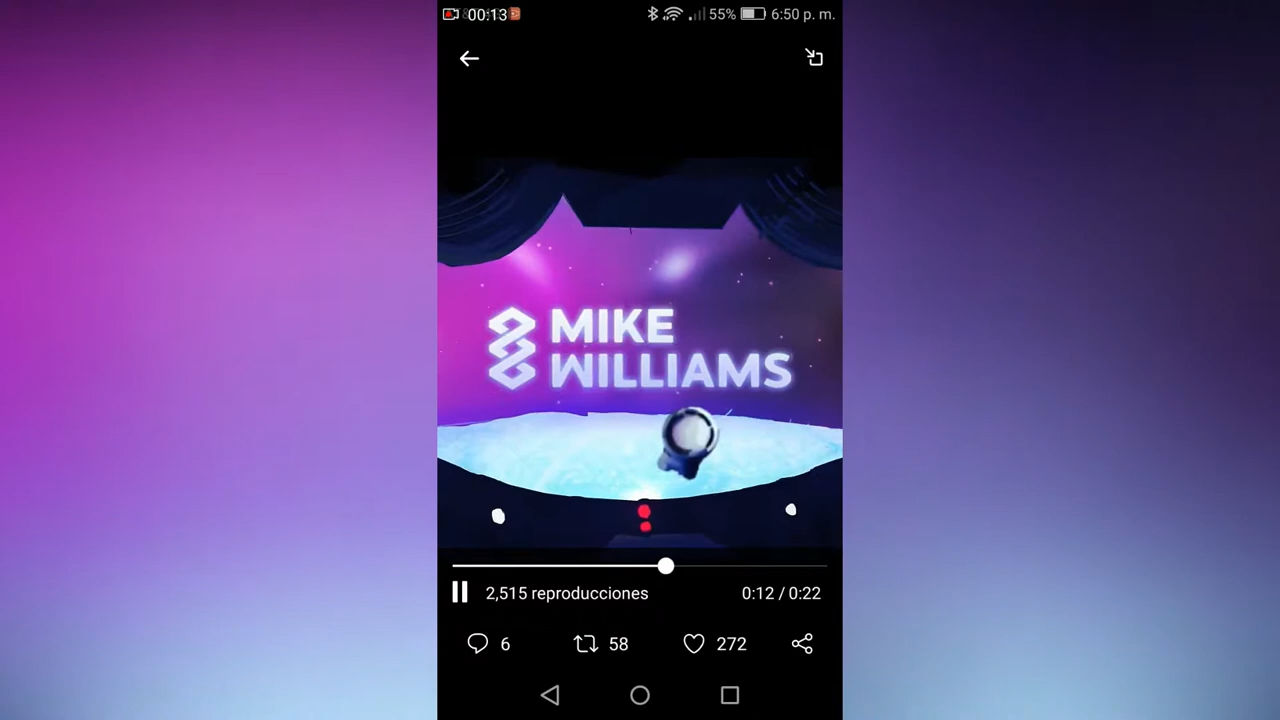 00:13
55%
6:50 p. m.
MIKE
WILLIAMS
2,515 reproducciones
0:12 / 0:22
6
58
272